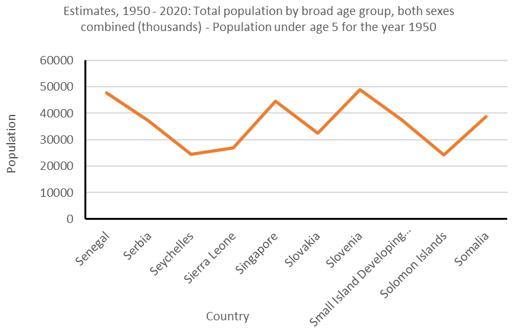 Estimates, 1950 - 2020: Total population by broad age group, both sexes
combined (thousands) - Population under age 5 for the year 1950
60000
50000
40000
30000
20000
10000
0
Population
Senegal
Serbia
Seychelles
Sierra Leone
Singapore
Slovakia
Slovenia
Small Island Developing...
Solomon Islands
Somalia
Country